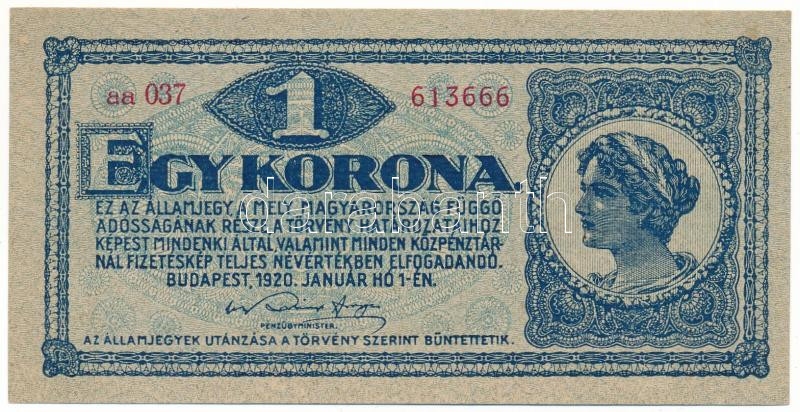 1
aa 037
613666
EGY KORONA.
EZ AZ ÁLLAMJEGY, A MELY MAGYARORSZÁG FÜGGŐ
ADÓSSÁGÁNAK RÉSZE, A TÖRVÉNY HATÁROZATAIHOZ
KÉPEST MINDENKI ÁLTAL, VALAMINT MINDEN KÖZPÉNZTÁR-
NÁL FIZETÉSKÉP TELJES NÉVÉRTÉKBEN ELFOGADANDÓ.
BUDAPEST, 1920. JANUÁR HÓ 1-ÉN.
PÉNZÜGYMINISTER.
AZ ÁLLAMJEGYEK UTÁNZÁSA A TÖRVÉNY SZERINT BÜNTETTETIK.